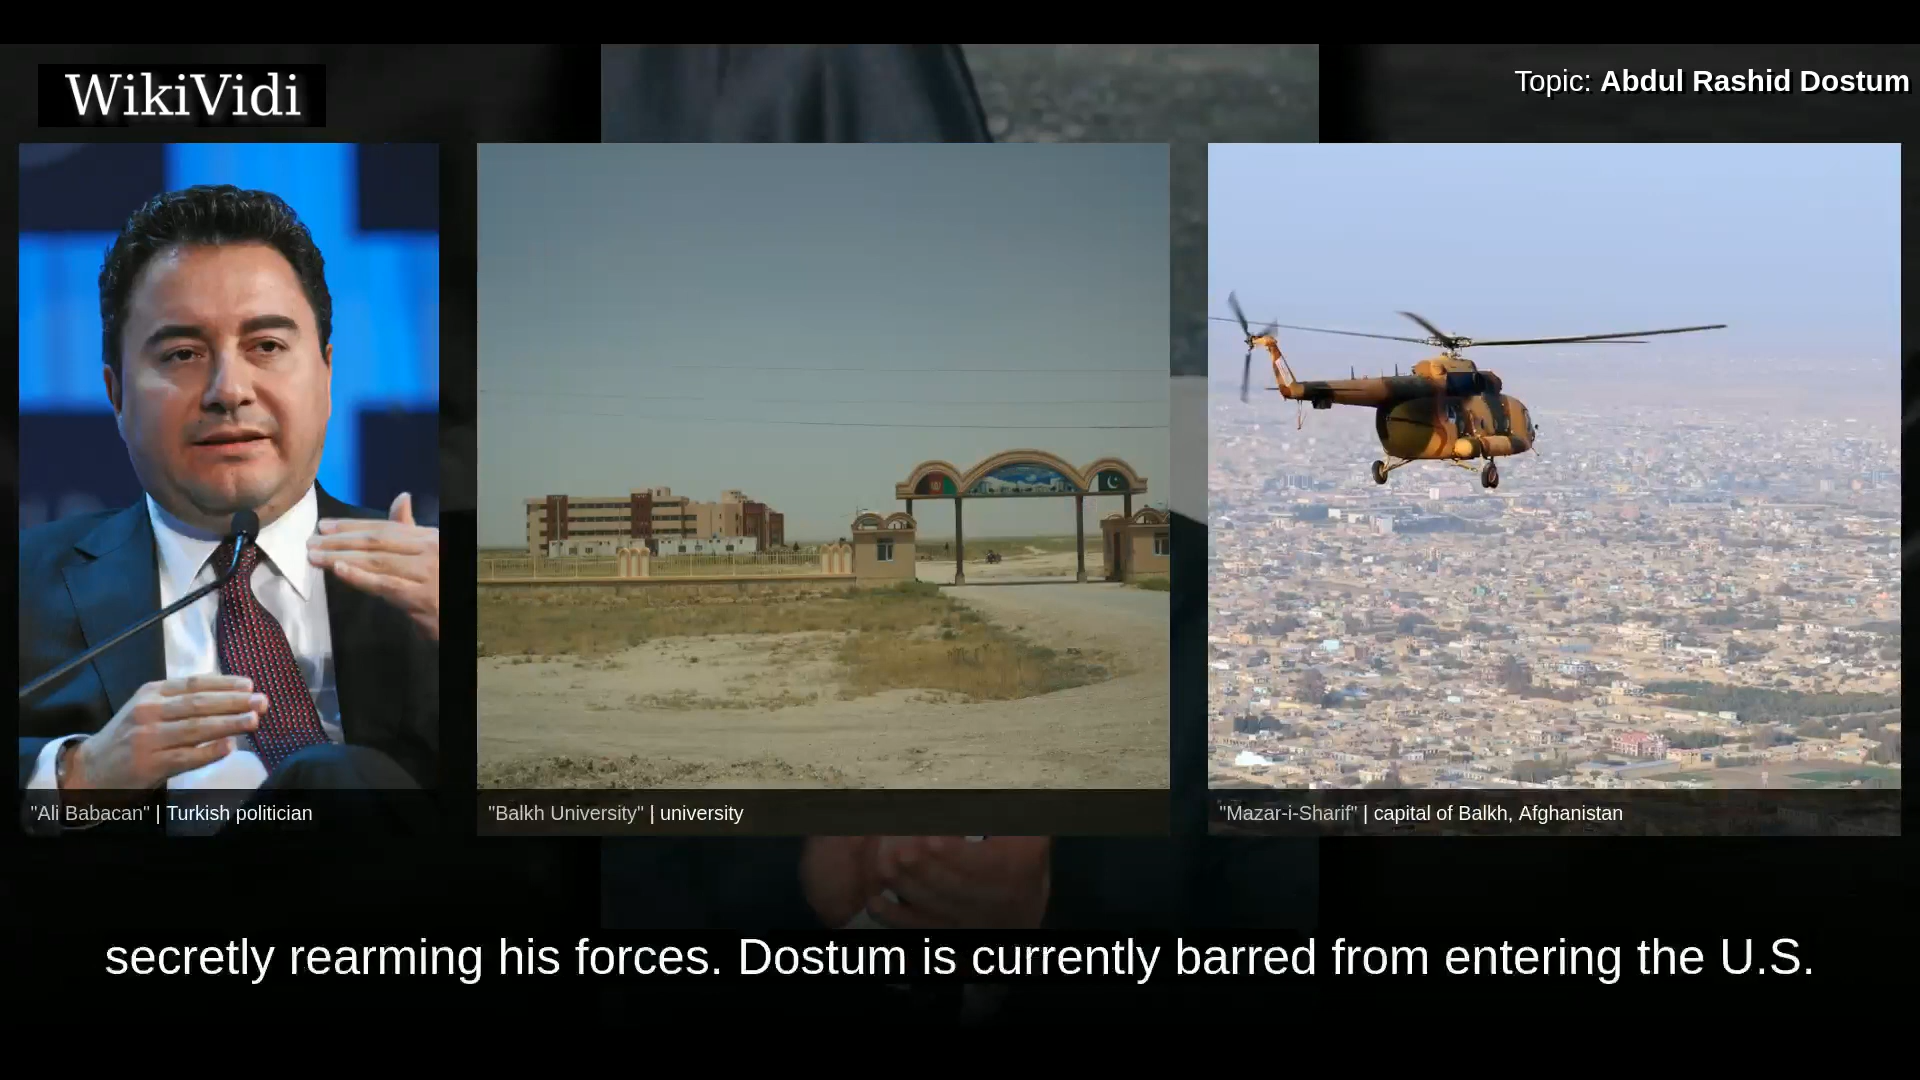 WikiVidi
Topic: Abdul Rashid Dostum
"Ali Babacan" | Turkish politician
"Balkh University" | university
"Mazar-i-Sharif" | capital of Balkh, Afghanistan
secretly rearming his forces. Dostum is currently barred from entering the U.S.